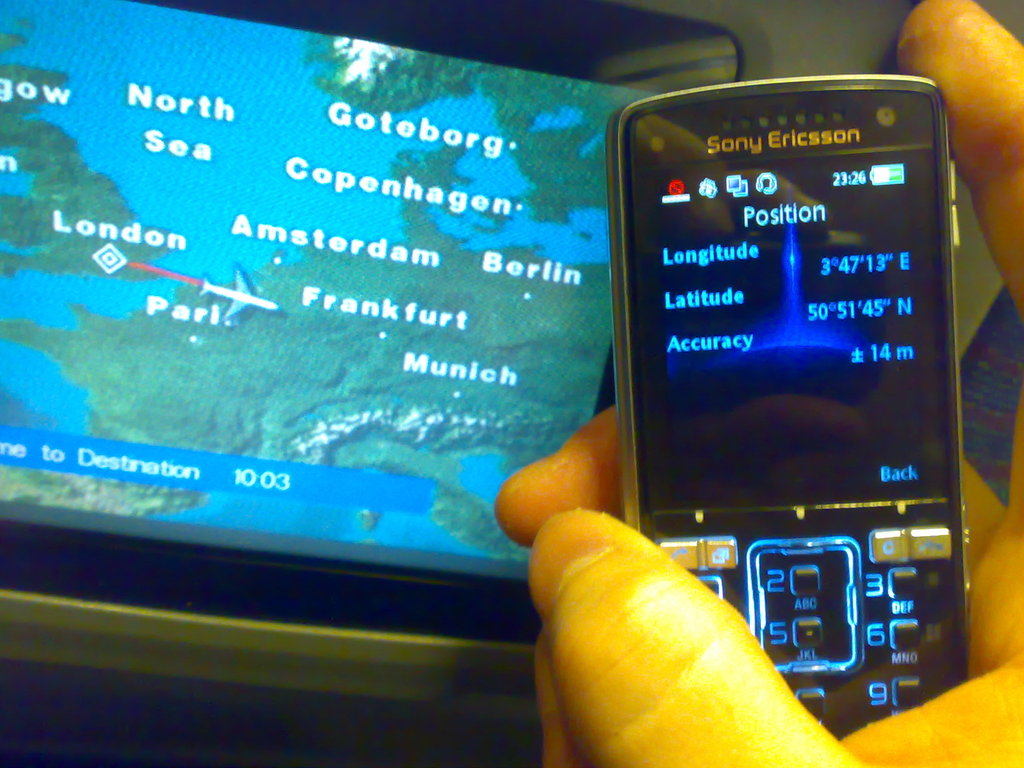 gow
North
Sea
Goteborg
Copenhagen
London
Amsterdam
Berlin
Frankfurt
Munich
to Destination 10:03
Sony Ericsson
23:26
Position
Longitude
3°47'13" E
Latitude
50°51'45" N
Accuracy
± 14 m
Back
2
ABC
3
DEF
5
JKL
6
MNO
9